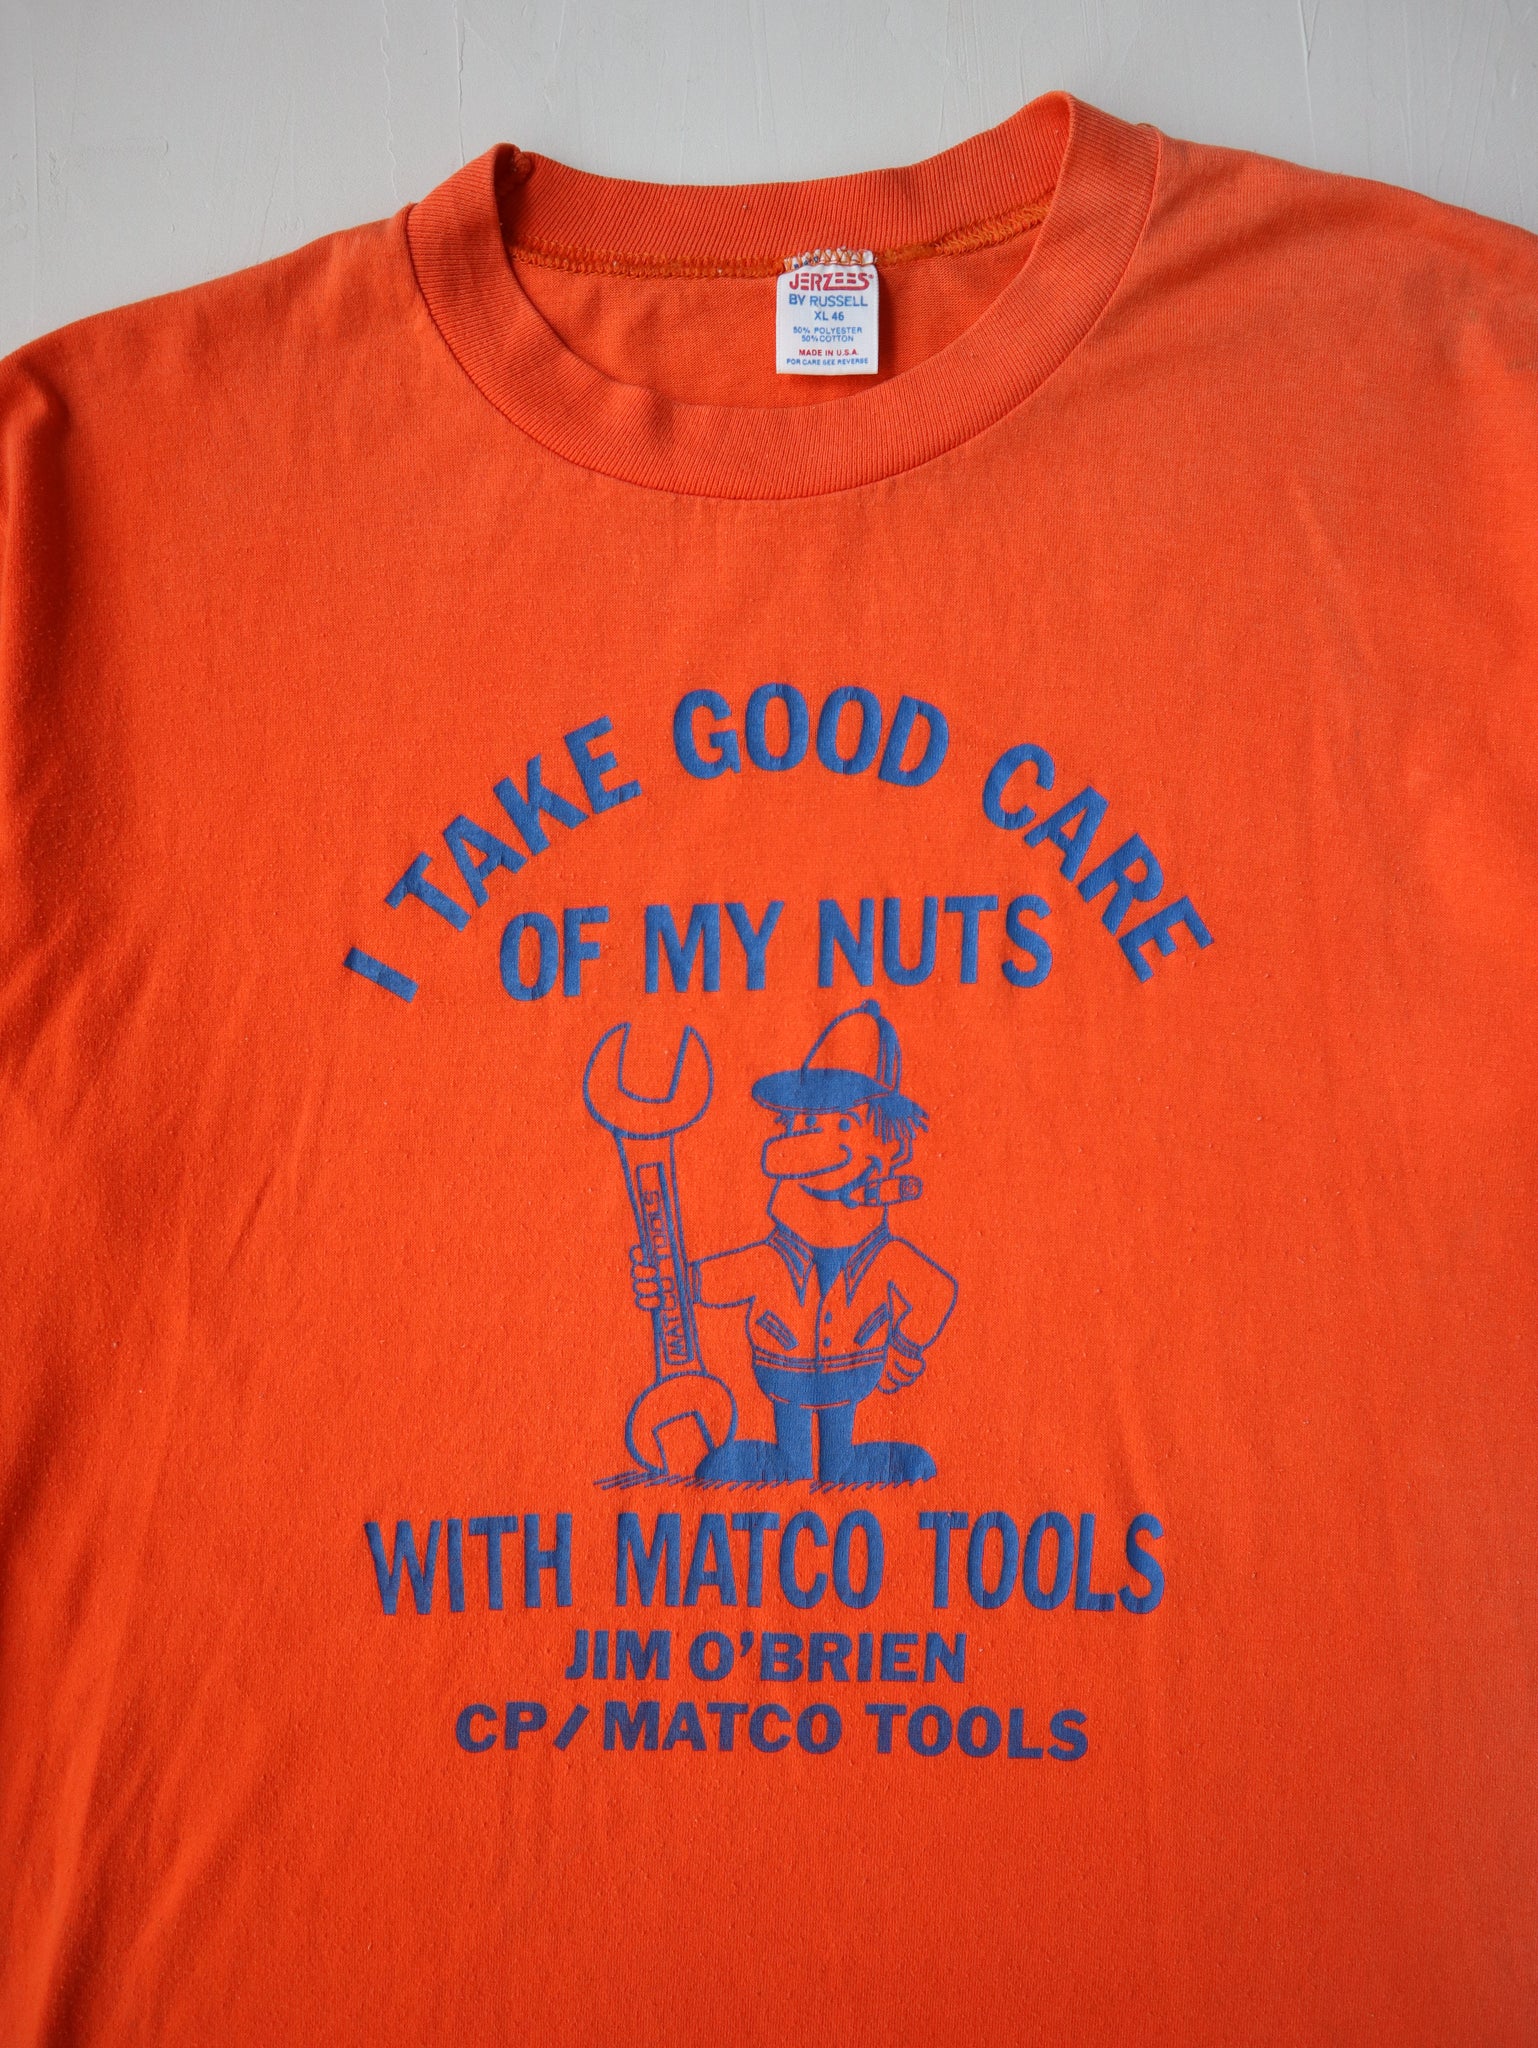 JERZEES®
BY RUSSELL
XL 46
50% POLYESTER
50% COTTON
MADE IN U.S.A.
FOR CARE SEE REVERSE
I TAKE GOOD CARE
OF MY NUTS
MATCO TOOLS
WITH MATCO TOOLS
JIM O'BRIEN
CP/MATCO TOOLS